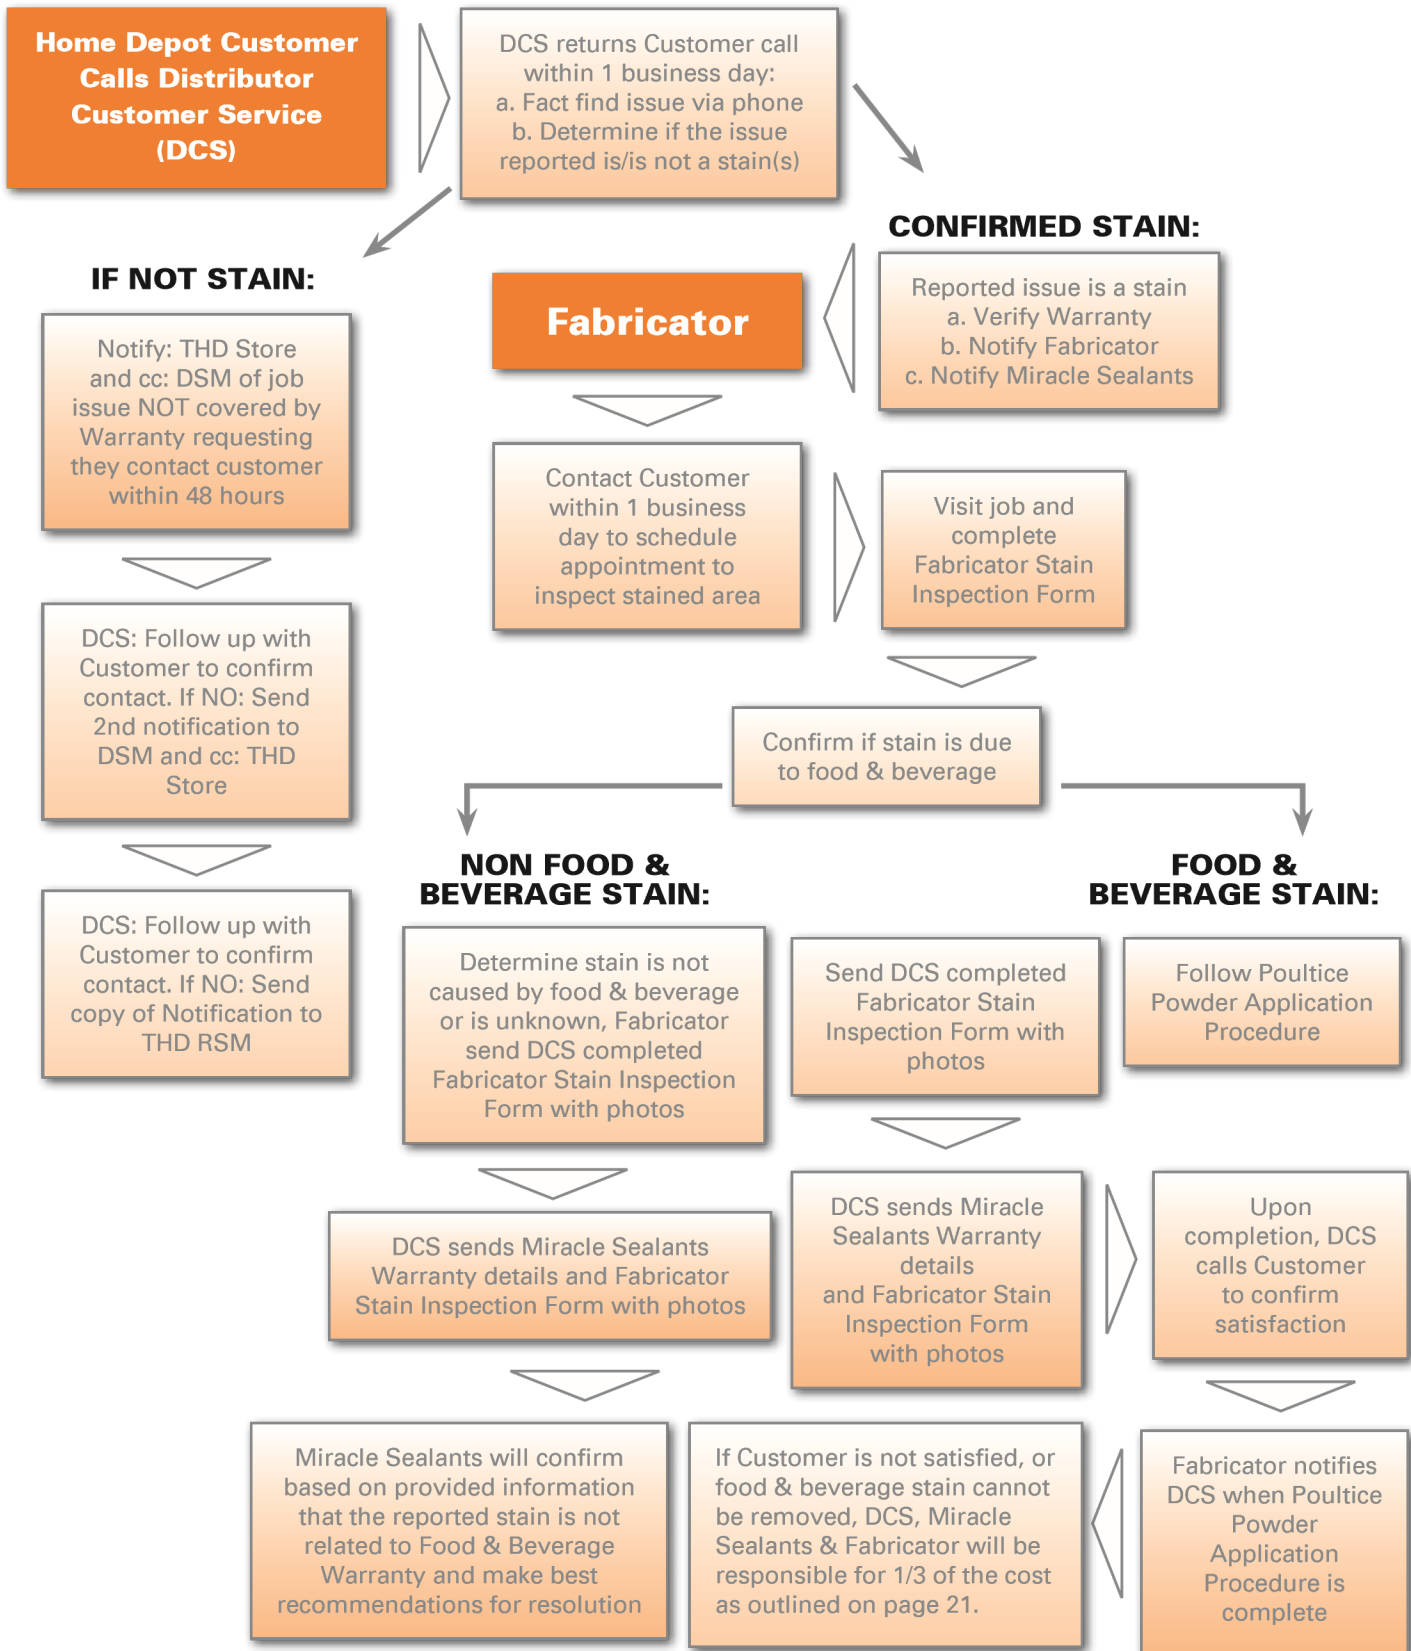 Home Depot Customer
Calls Distributor
Customer Service
(DCS)
DCS returns Customer call
within 1 business day:
a. Fact find issue via phone
b. Determine if the issue
reported is/is not a stain(s)
IF NOT STAIN:
Notify: THD Store
and cc: DSM of job
issue NOT covered by
Warranty requesting
they contact customer
within 48 hours
DCS: Follow up with
Customer to confirm
contact. If NO: Send
2nd notification to
DSM and cc: THD
Store
DCS: Follow up with
Customer to confirm
contact. If NO: Send
copy of Notification to
THD RSM
CONFIRMED STAIN:
Reported issue is a stain
a. Verify Warranty
b. Notify Fabricator
c. Notify Miracle Sealants
Fabricator
Contact Customer
within 1 business
day to schedule
appointment to
inspect stained area
Visit job and
complete
Fabricator Stain
Inspection Form
Confirm if stain is due
to food & beverage
NON FOOD &
BEVERAGE STAIN:
Determine stain is not
caused by food & beverage
or is unknown, Fabricator
send DCS completed
Fabricator Stain Inspection
Form with photos
DCS sends Miracle Sealants
Warranty details and Fabricator
Stain Inspection Form with photos
Miracle Sealants will confirm
based on provided information
that the reported stain is not
related to Food & Beverage
Warranty and make best
recommendations for resolution
FOOD &
BEVERAGE STAIN:
Send DCS completed
Fabricator Stain
Inspection Form with
photos
Follow Poultice
Powder Application
Procedure
DCS sends Miracle
Sealants Warranty
details
and Fabricator Stain
Inspection Form
with photos
Upon
completion, DCS
calls Customer
to confirm
satisfaction
Fabricator notifies
DCS when Poultice
Powder
Application
Procedure is
complete
If Customer is not satisfied, or
food & beverage stain cannot
be removed, DCS, Miracle
Sealants & Fabricator will be
responsible for 1/3 of the cost
as outlined on page 21.